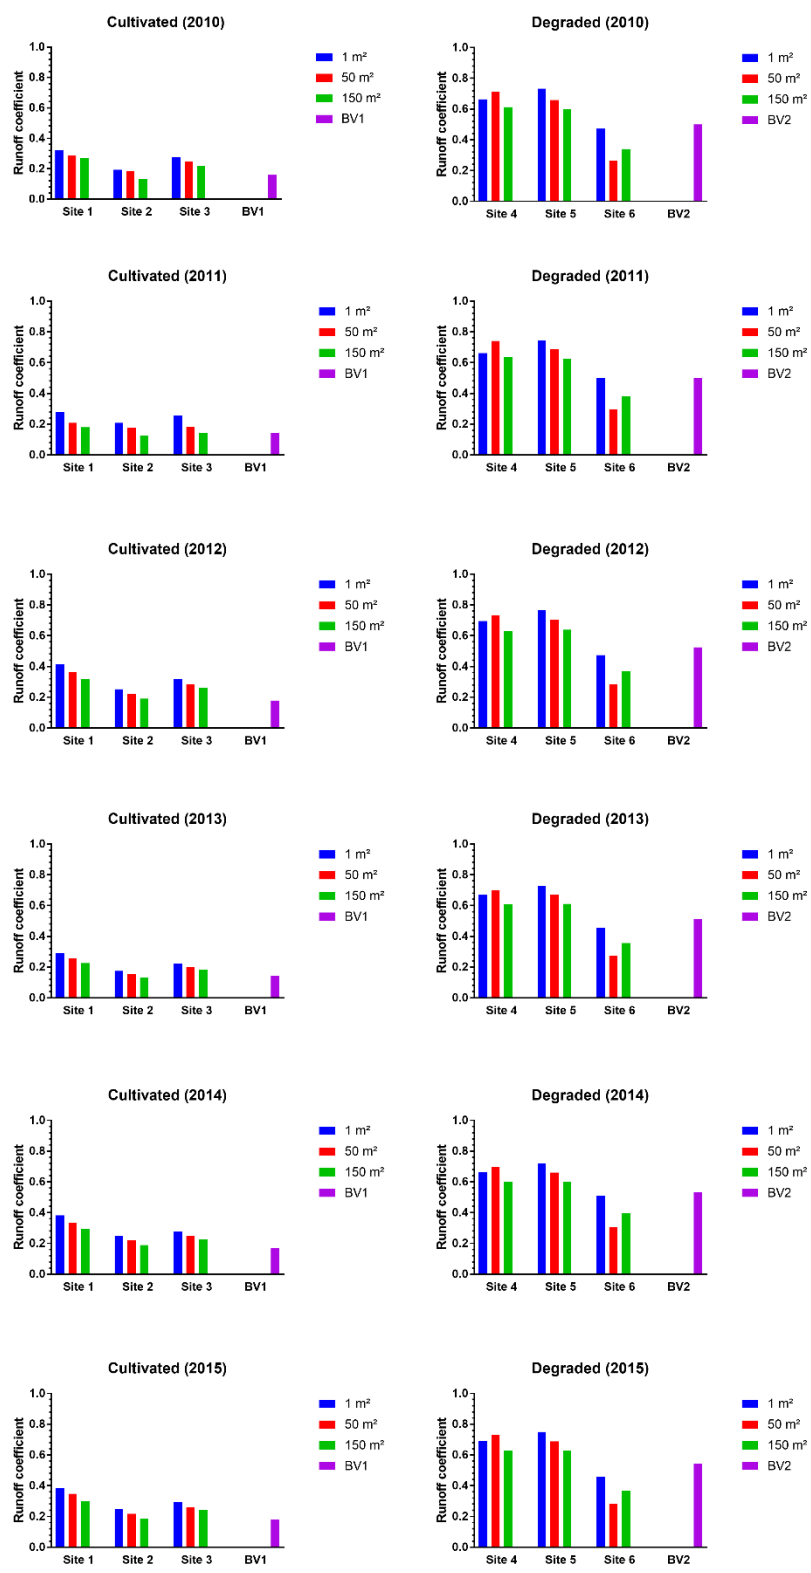 Cultivated (2010)
Runoff coefficient
1.0
0.8
0.6
0.4
0.2
0.0
Site 1 Site 2 Site 3 BV1
1 m²
50 m²
150 m²
BV1
Degraded (2010)
Runoff coefficient
1.0
0.8
0.6
0.4
0.2
0.0
Site 4 Site 5 Site 6 BV2
1 m²
50 m²
150 m²
BV2
Cultivated (2011)
Runoff coefficient
1.0
0.8
0.6
0.4
0.2
0.0
Site 1 Site 2 Site 3 BV1
1 m²
50 m²
150 m²
BV1
Degraded (2011)
Runoff coefficient
1.0
0.8
0.6
0.4
0.2
0.0
Site 4 Site 5 Site 6 BV2
1 m²
50 m²
150 m²
BV2
Cultivated (2012)
Runoff coefficient
1.0
0.8
0.6
0.4
0.2
0.0
Site 1 Site 2 Site 3 BV1
1 m²
50 m²
150 m²
BV1
Degraded (2012)
Runoff coefficient
1.0
0.8
0.6
0.4
0.2
0.0
Site 4 Site 5 Site 6 BV2
1 m²
50 m²
150 m²
BV2
Cultivated (2013)
Runoff coefficient
1.0
0.8
0.6
0.4
0.2
0.0
Site 1 Site 2 Site 3 BV1
1 m²
50 m²
150 m²
BV1
Degraded (2013)
Runoff coefficient
1.0
0.8
0.6
0.4
0.2
0.0
Site 4 Site 5 Site 6 BV2
1 m²
50 m²
150 m²
BV2
Cultivated (2014)
Runoff coefficient
1.0
0.8
0.6
0.4
0.2
0.0
Site 1 Site 2 Site 3 BV1
1 m²
50 m²
150 m²
BV1
Degraded (2014)
Runoff coefficient
1.0
0.8
0.6
0.4
0.2
0.0
Site 4 Site 5 Site 6 BV2
1 m²
50 m²
150 m²
BV2
Cultivated (2015)
Runoff coefficient
1.0
0.8
0.6
0.4
0.2
0.0
Site 1 Site 2 Site 3 BV1
1 m²
50 m²
150 m²
BV1
Degraded (2015)
Runoff coefficient
1.0
0.8
0.6
0.4
0.2
0.0
Site 4 Site 5 Site 6 BV2
1 m²
50 m²
150 m²
BV2